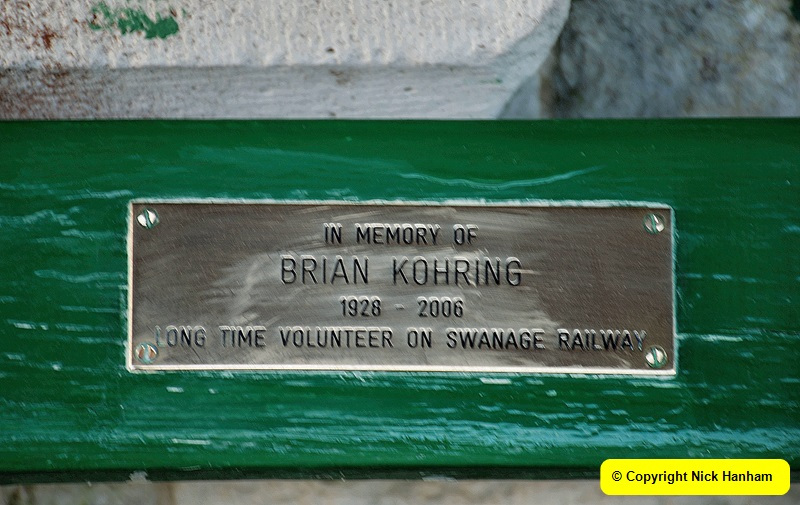 IN MEMORY OF
BRIAN KOHRING
1928 - 2006
LONG TIME VOLUNTEER ON SWANAGE RAILWAY
© Copyright Nick Hanham